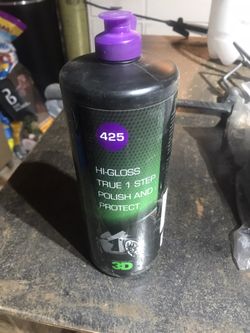 425
HI-GLOSS
TRUE 1 STEP
POLISH AND
PROTECT
3D